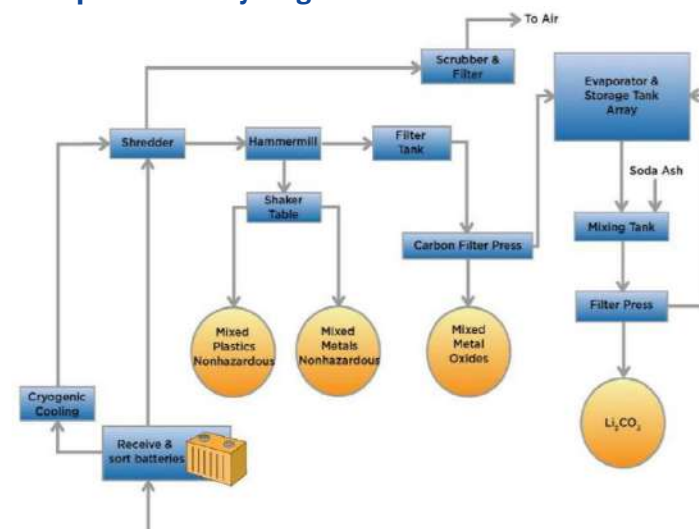 To Air
Scrubber &
Filter
Evaporator &
Storage Tank
Array
Shredder
Hammermill
Filter
Tank
Soda Ash
Shaker
Table
Mixing Tank
Carbon Filter Press
Filter Press
Mixed
Plastics
Nonhazardous
Mixed
Metals
Nonhazardous
Mixed
Metal
Oxides
Cryogenic
Cooling
Li₂CO₃
Receive &
sort batteries